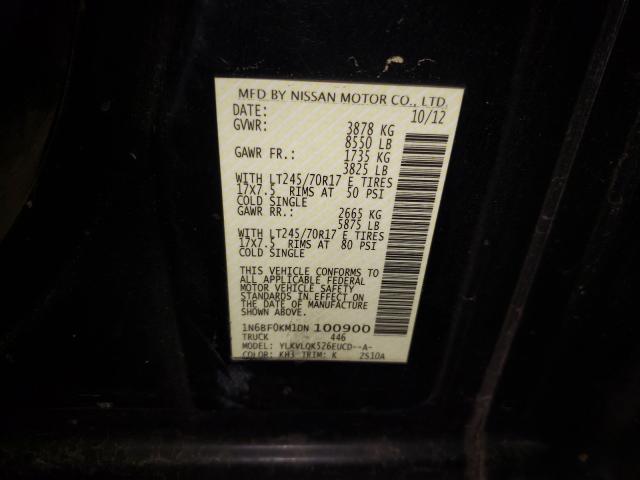 MFD BY NISSAN MOTOR CO., LTD.
DATE: 10/12
GVWR: 3878 KG
8550 LB
GAWR FR.: 1735 KG
3825 LB
WITH LT245/70R17 E TIRES
17X7.5 RIMS AT 50 PSI
COLD SINGLE
GAWR RR.: 2665 KG
5875 LB
WITH LT245/70R17 E TIRES
17X7.5 RIMS AT 80 PSI
COLD SINGLE
THIS VEHICLE CONFORMS TO
ALL APPLICABLE FEDERAL
MOTOR VEHICLE SAFETY
STANDARDS IN EFFECT ON
THE DATE OF MANUFACTURE
SHOWN ABOVE.
1N6BF0KM1DN 100900
TRUCK 446
MODEL: YLKVLQK526EUCD--A-
COLOR: KH3 TRIM: K 2S10A